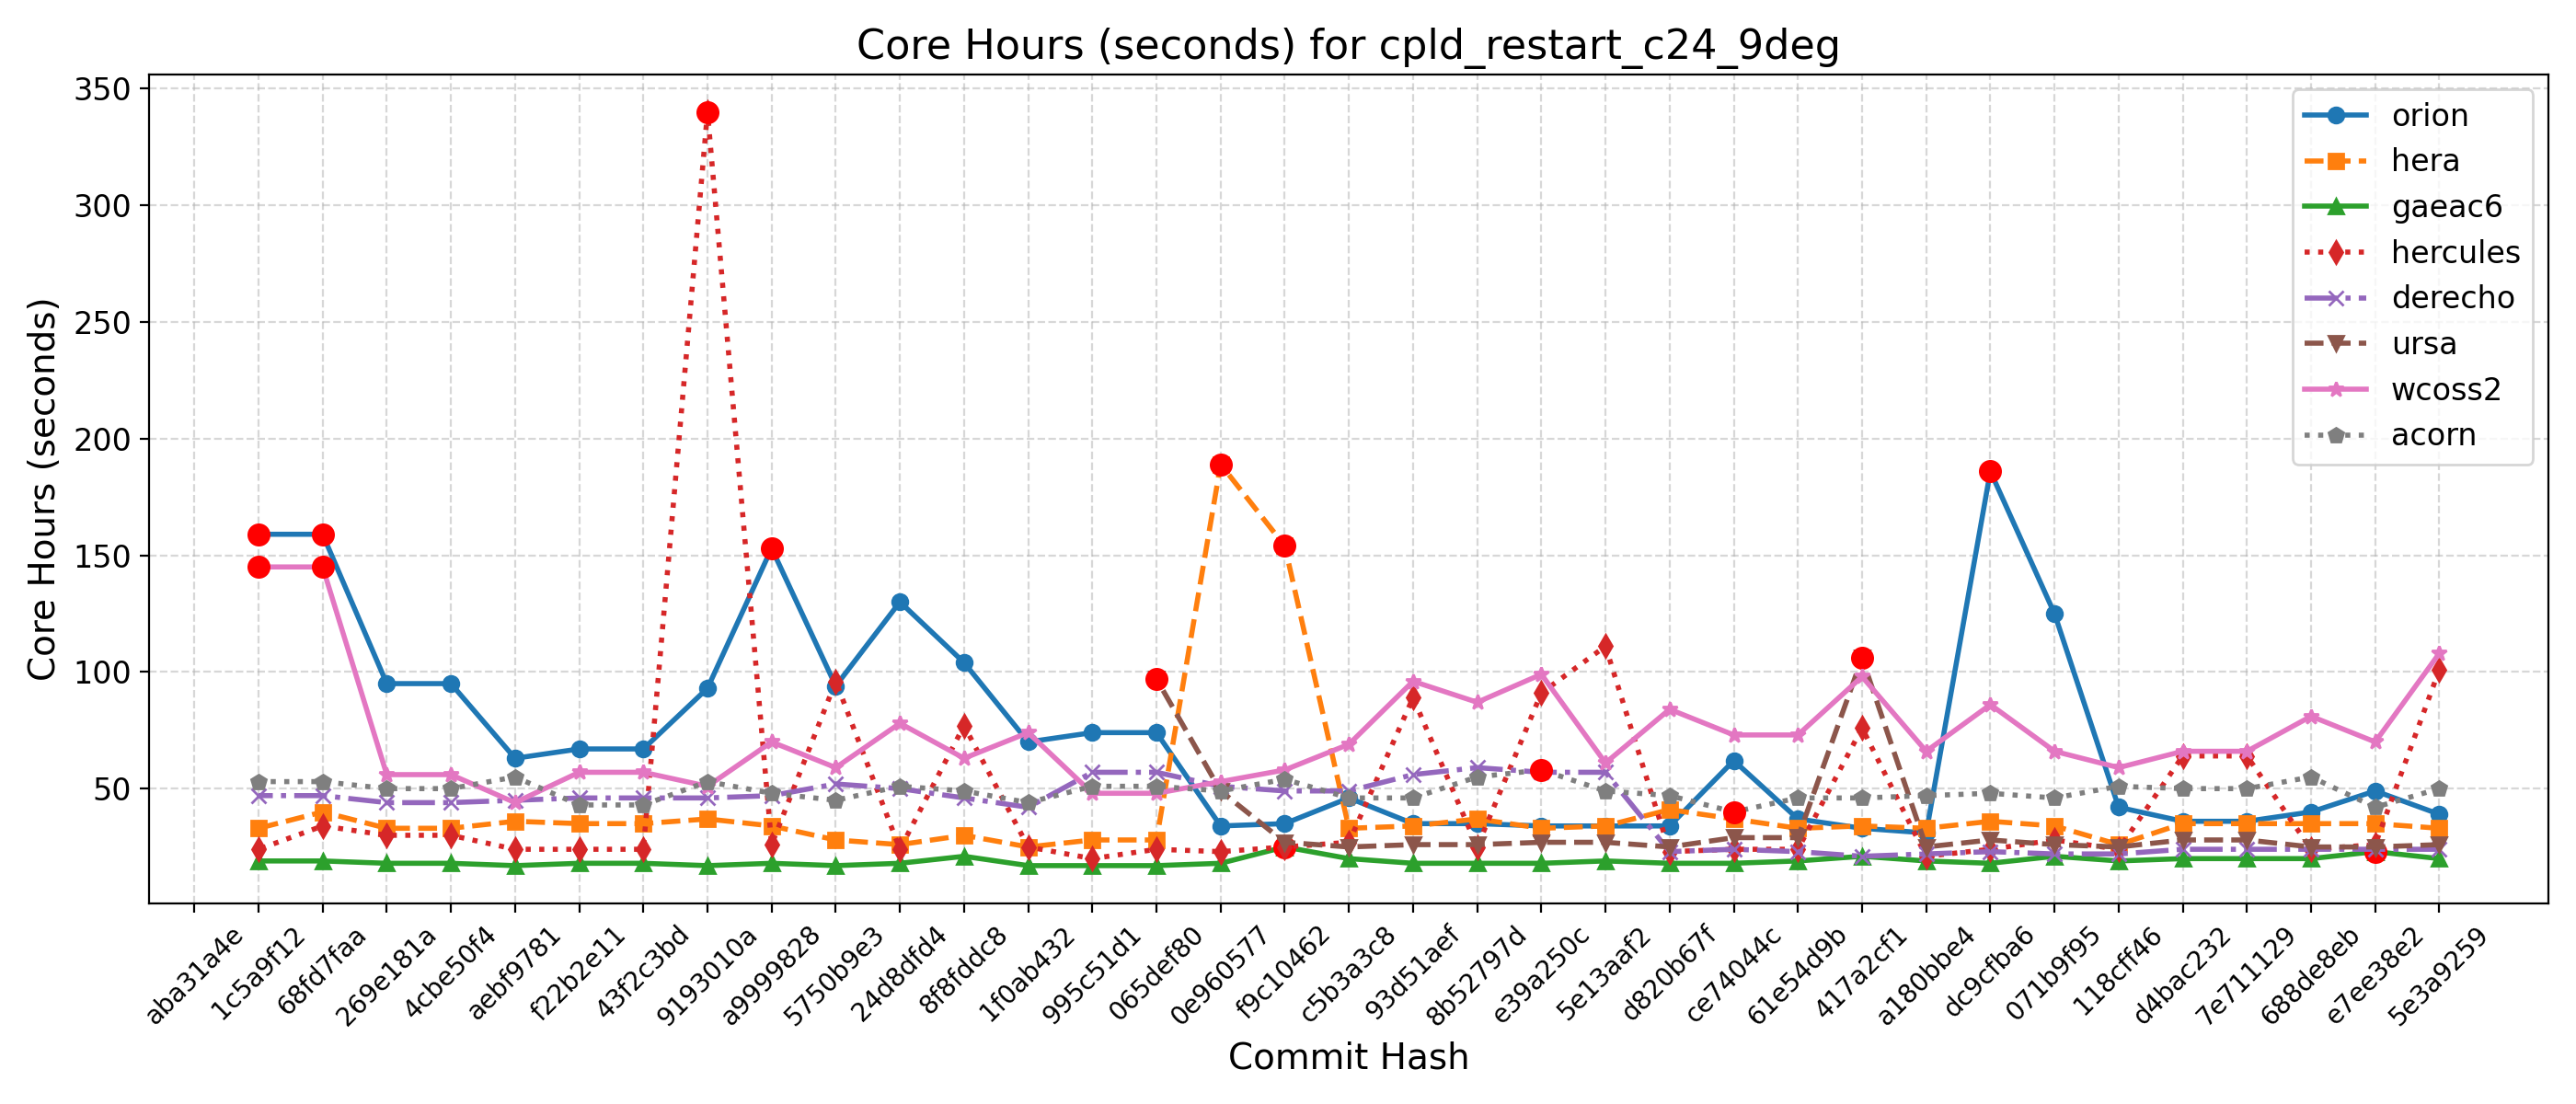 Core Hours (seconds) for cpld_restart_c24_9deg
Core Hours (seconds)
350
300
250
200
150
100
50
orion
hera
gaeac6
hercules
derecho
ursa
wcoss2
acorn
aba31a4e
1c5a9f12
68fd7faa
269e181a
4cbe50f4
aebf9781
f22b2e11
43f2c3bd
9193010a
a9999828
5750b9e3
24d8dfd4
8f8fddc8
1f0ab432
995c51d1
065def80
0e960577
f9c10462
c5b3a3c8
93d51aef
8b52797d
e39a250c
5e13aaf2
d820b67f
ce74044c
61e54d9b
417a2cf1
a180bbe4
dc9cfba6
071b9f95
118cff46
d4bac232
7e711129
688de8eb
e7ee38e2
5e3a9259
Commit Hash